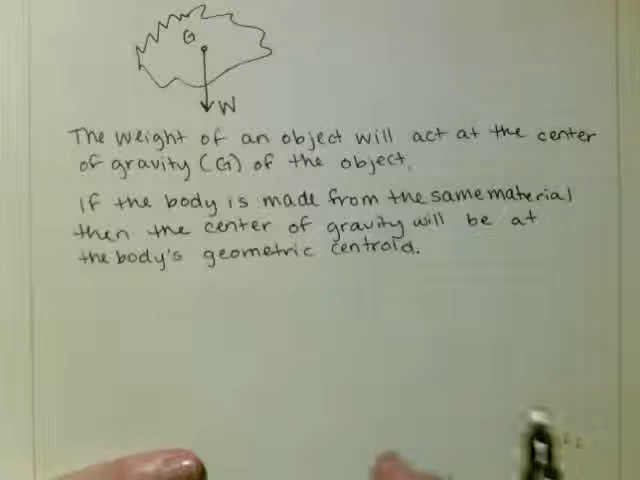 G
W
The weight of an object will act at the center
of gravity (G) of the object.
If the body is made from the same material
then the center of gravity will be at
the body's geometric centroid.